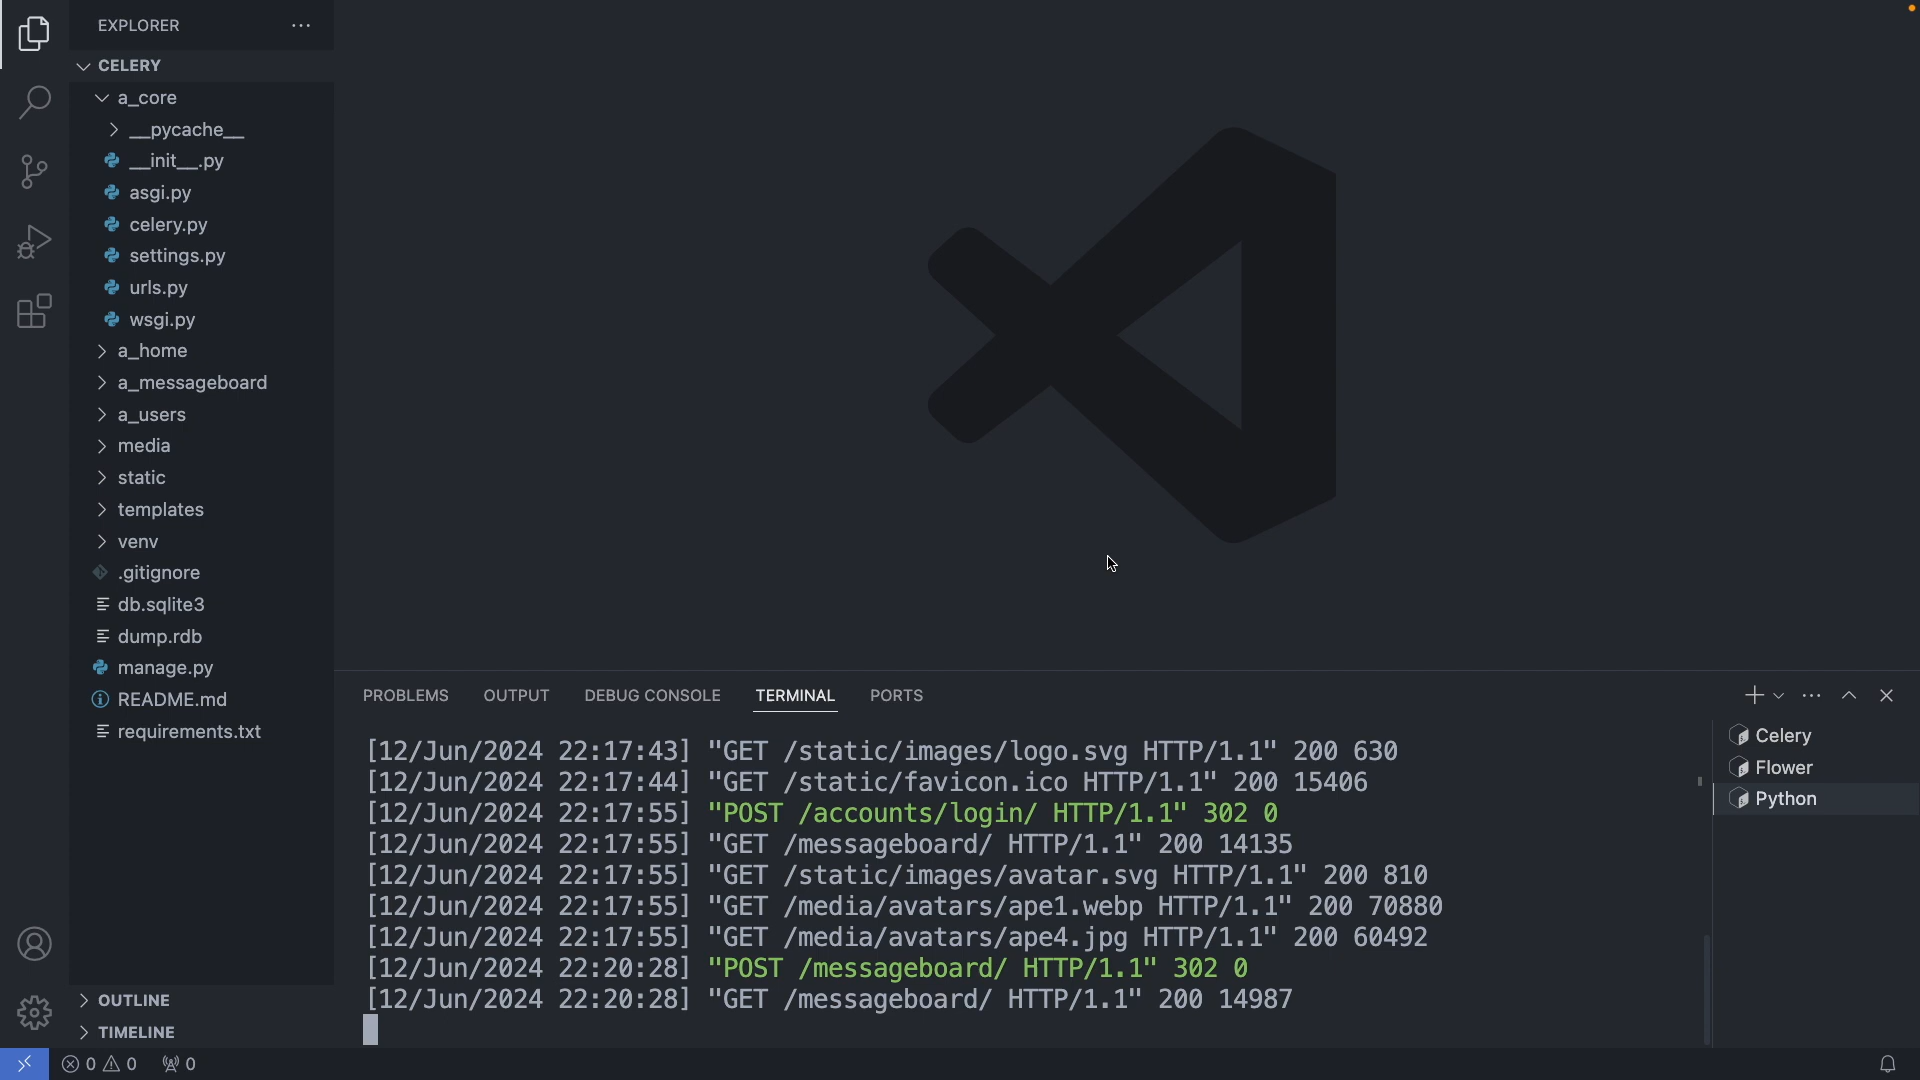 EXPLORER
CELERY
a_core
__pycache__
__init__.py
asgi.py
celery.py
settings.py
urls.py
wsgi.py
a_home
a_messageboard
a_users
media
static
templates
venv
.gitignore
db.sqlite3
dump.rdb
manage.py
README.md
requirements.txt
OUTLINE
TIMELINE
PROBLEMS OUTPUT DEBUG CONSOLE TERMINAL PORTS
[12/Jun/2024 22:17:43] "GET /static/images/logo.svg HTTP/1.1" 200 630
[12/Jun/2024 22:17:44] "GET /static/favicon.ico HTTP/1.1" 200 15406
[12/Jun/2024 22:17:55] "POST /accounts/login/ HTTP/1.1" 302 0
[12/Jun/2024 22:17:55] "GET /messageboard/ HTTP/1.1" 200 14135
[12/Jun/2024 22:17:55] "GET /static/images/avatar.svg HTTP/1.1" 200 810
[12/Jun/2024 22:17:55] "GET /media/avatars/ape1.webp HTTP/1.1" 200 70880
[12/Jun/2024 22:17:55] "GET /media/avatars/ape4.jpg HTTP/1.1" 200 60492
[12/Jun/2024 22:20:28] "POST /messageboard/ HTTP/1.1" 302 0
[12/Jun/2024 22:20:28] "GET /messageboard/ HTTP/1.1" 200 14987
Celery
Flower
Python
0 0 0